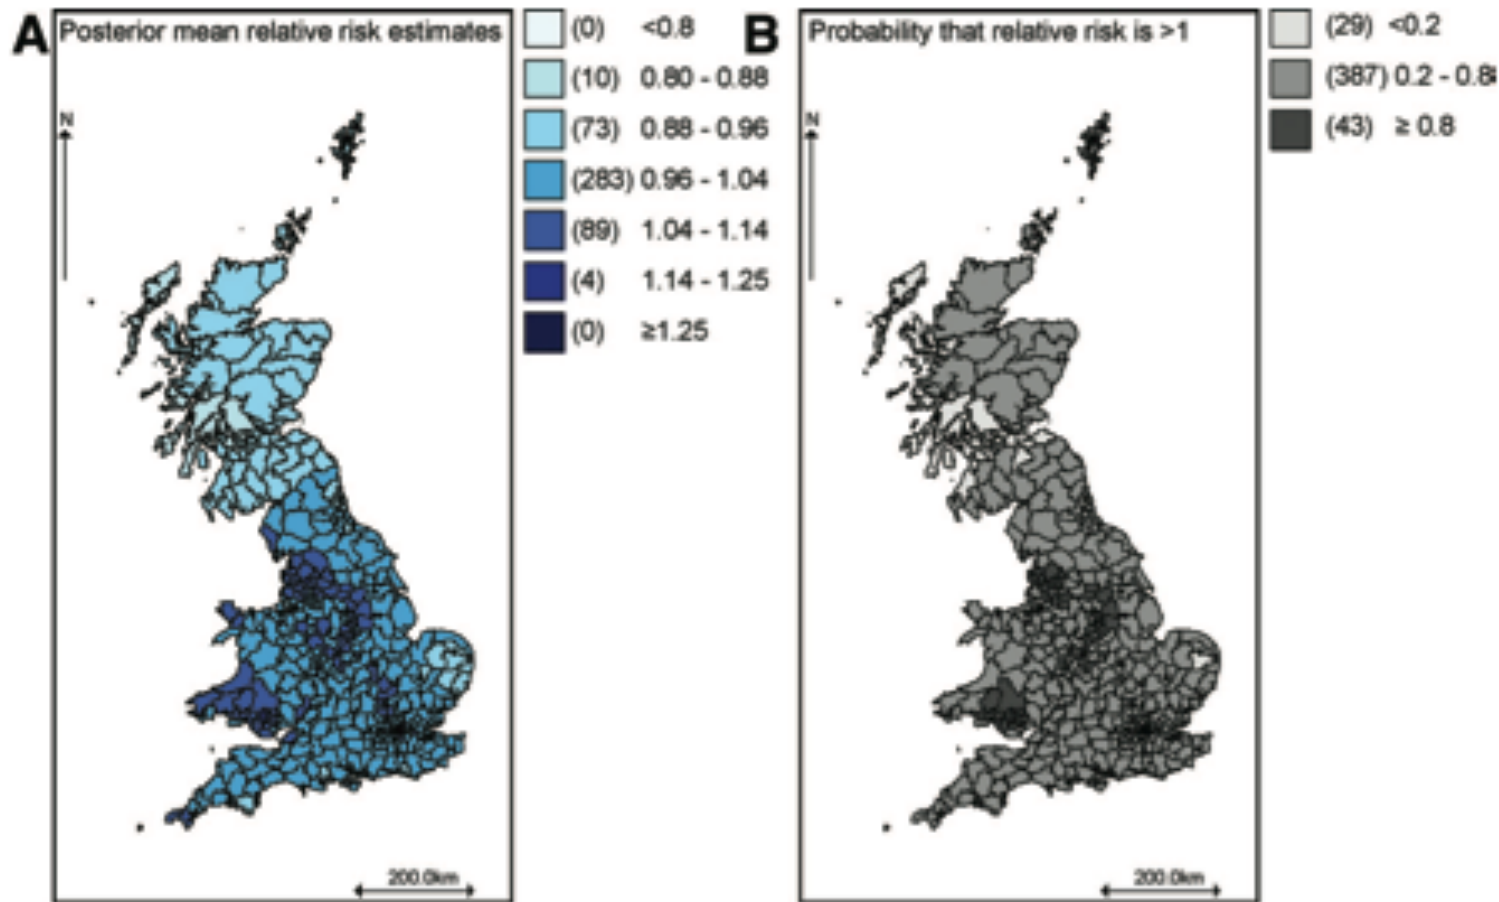 A
Posterior mean relative risk estimates
(0) <0.8
(10) 0.80 - 0.88
(73) 0.88 - 0.96
(283) 0.96 - 1.04
(89) 1.04 - 1.14
(4) 1.14 - 1.25
(0) ≥1.25
N
200.0km
B
Probability that relative risk is >1
(29) <0.2
(387) 0.2 - 0.8
(43) ≥ 0.8
N
200.0km